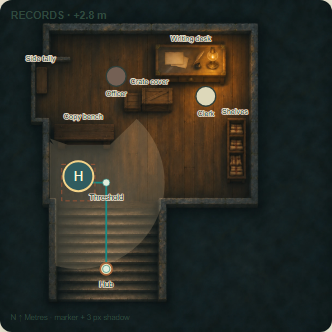 RECORDS · +2.8 m
Writing desk
Side tally
Crate cover
Officer
Clerk
Shelves
Copy bench
H
Threshold
Hub
N ↑ Metres · marker + 3 px shadow